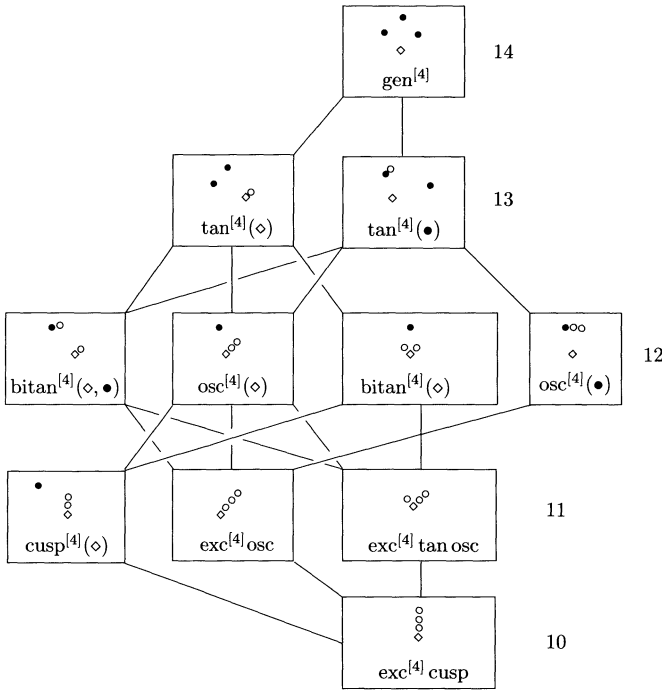 gen^[4] 14
tan^[4](⋄) tan^[4](●) 13
bitan^[4](⋄, ●) osc^[4](⋄) bitan^[4](⋄) osc^[4](●) 12
cusp^[4](⋄) exc^[4] osc exc^[4] tan osc 11
exc^[4] cusp 10